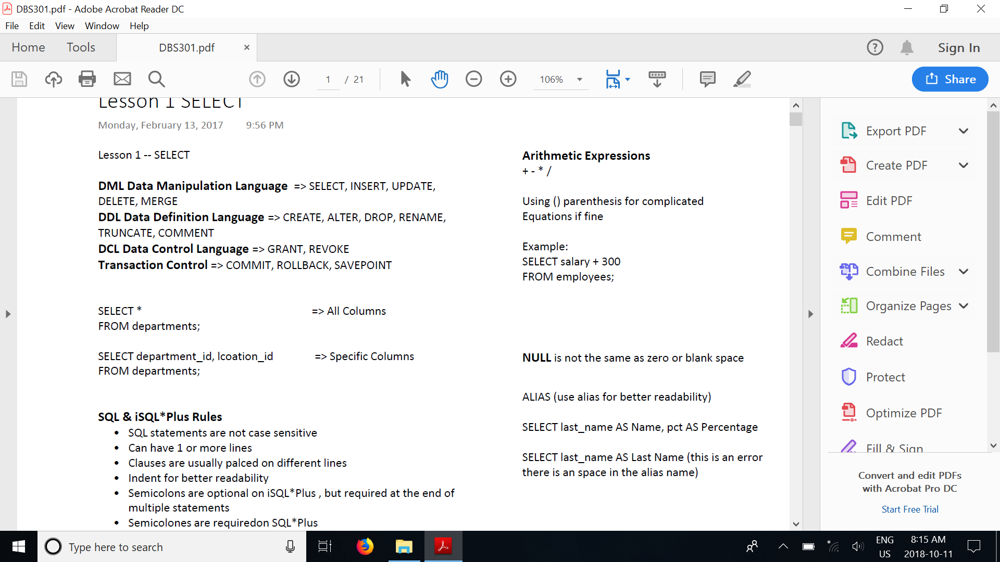 DBS301.pdf - Adobe Acrobat Reader DC
File Edit View Window Help
Home Tools DBS301.pdf Sign In
1 / 21 106% Share
Lesson 1 SELECT
Monday, February 13, 2017 9:56 PM
Lesson 1 -- SELECT
DML Data Manipulation Language => SELECT, INSERT, UPDATE,
DELETE, MERGE
DDL Data Definition Language => CREATE, ALTER, DROP, RENAME,
TRUNCATE, COMMENT
DCL Data Control Language => GRANT, REVOKE
Transaction Control => COMMIT, ROLLBACK, SAVEPOINT
SELECT * => All Columns
FROM departments;
SELECT department_id, lcoation_id => Specific Columns
FROM departments;
SQL & iSQL*Plus Rules
• SQL statements are not case sensitive
• Can have 1 or more lines
• Clauses are usually palced on different lines
• Indent for better readability
• Semicolons are optional on iSQL*Plus , but required at the end of
multiple statements
• Semicolones are requiredon SQL*Plus
Arithmetic Expressions
+ - * /
Using () parenthesis for complicated
Equations if fine
Example:
SELECT salary + 300
FROM employees;
NULL is not the same as zero or blank space
ALIAS (use alias for better readability)
SELECT last_name AS Name, pct AS Percentage
SELECT last_name AS Last Name (this is an error
there is an space in the alias name)
Export PDF
Create PDF
Edit PDF
Comment
Combine Files
Organize Pages
Redact
Protect
Optimize PDF
Fill & Sign
Convert and edit PDFs
with Acrobat Pro DC
Start Free Trial
Type here to search
ENG
US
8:15 AM
2018-10-11